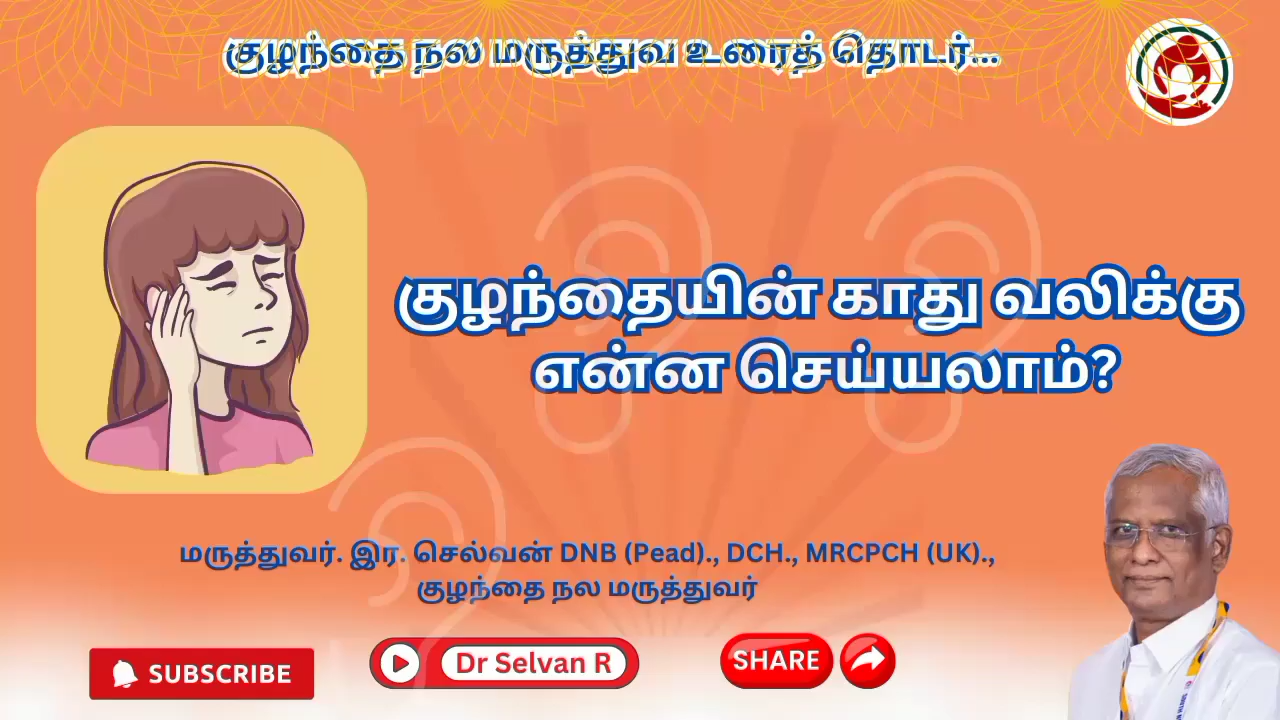 குழந்தை நல மருத்துவ உரைத் தொடர்...
குழந்தையின் காது வலிக்கு
என்ன செய்யலாம்?
மருத்துவர். இர. செல்வன் DNB (Pead)., DCH., MRCPCH (UK).,
குழந்தை நல மருத்துவர்
SUBSCRIBE
Dr Selvan R
SHARE